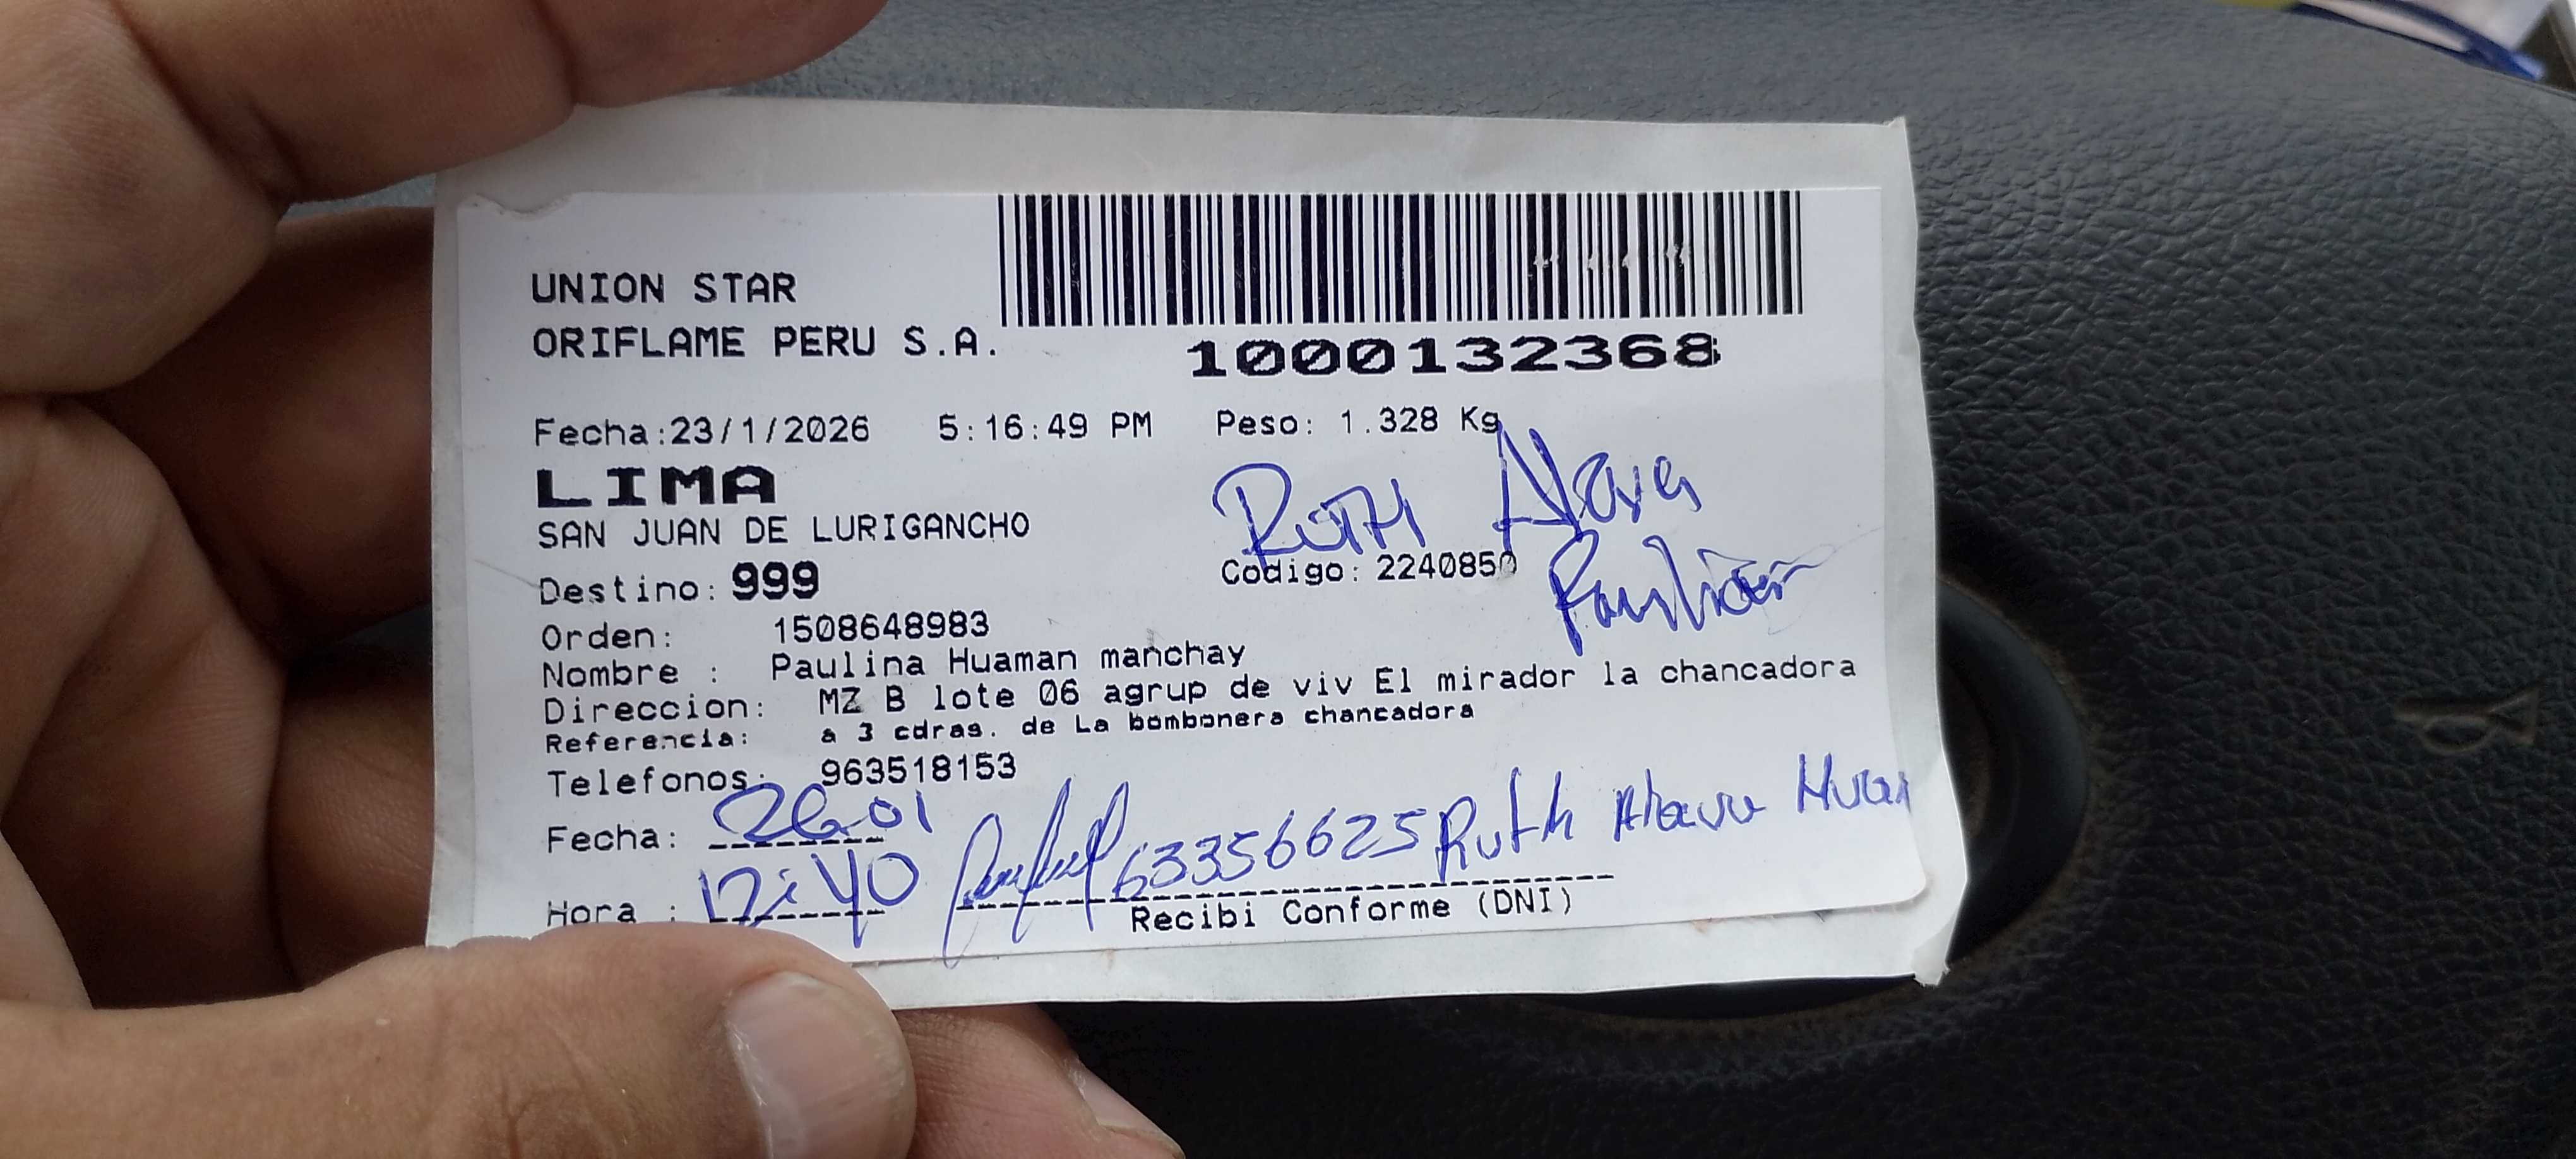 UNION STAR
ORIFLAME PERU S.A.
1000132368
Fecha:23/1/2026 5:16:49 PM Peso: 1.328 Kg
LIMA
SAN JUAN DE LURIGANCHO
RUTH
Destino: 999 Codigo: 2240850
Orden: 1508648983
Nombre : Paulina Huaman manchay
Direccion: MZ B lote 06 agrup de viv El mirador la chancadora
Referencia: a 3 cdras. de La bombonera chancadora
Telefonos: 963518153
Fecha: 26-01
63356625 Ruth
Hora : 12:40
Recibi Conforme (DNI)